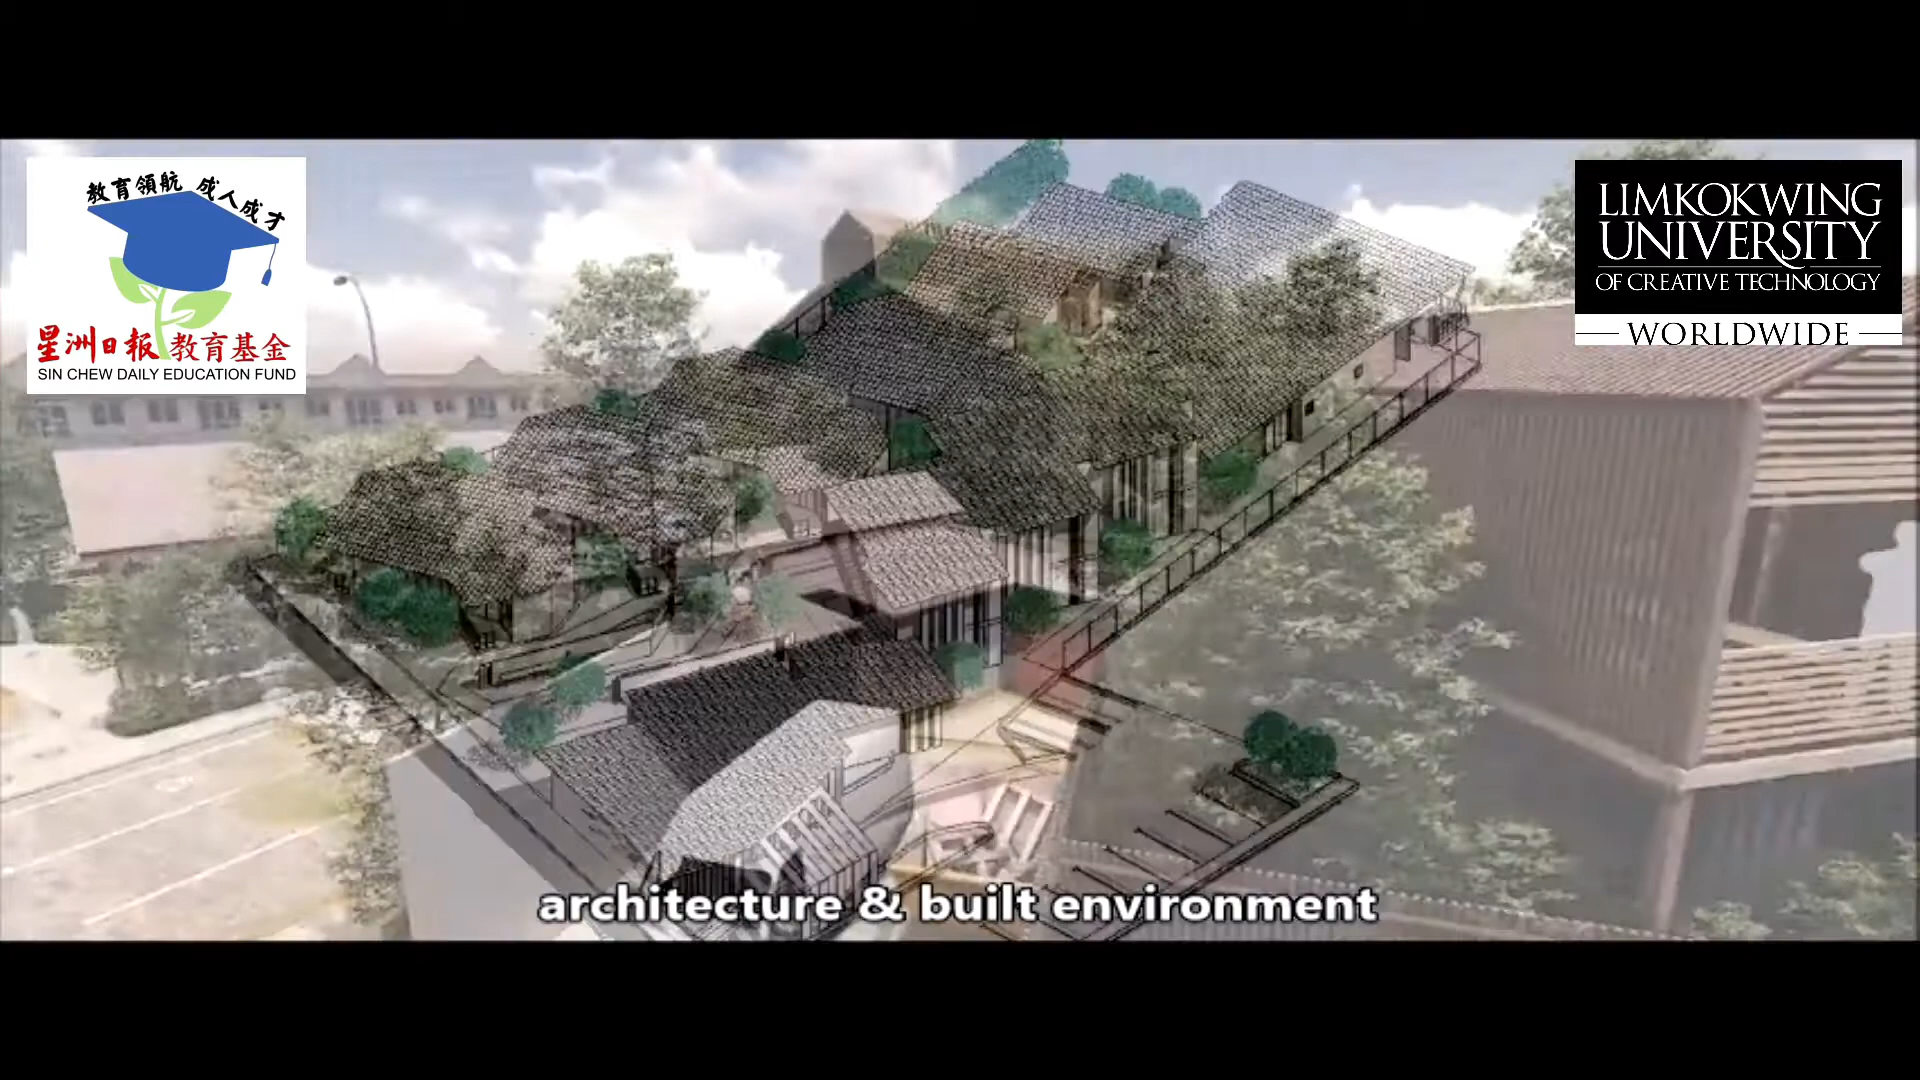 教育領航 成人成才
星洲日报 教育基金
SIN CHEW DAILY EDUCATION FUND
LIMKOKWING
UNIVERSITY
OF CREATIVE TECHNOLOGY
WORLDWIDE
architecture & built environment